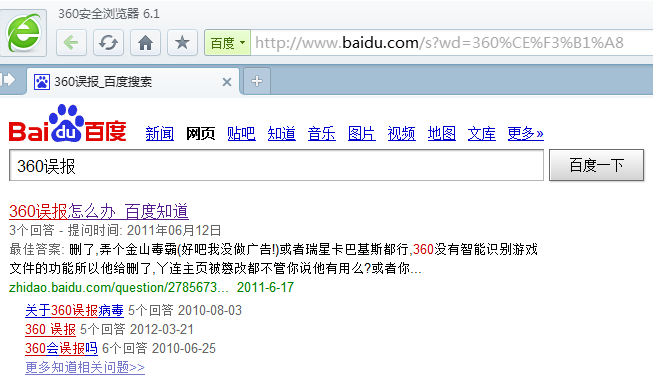 360安全浏览器 6.1
百度 http://www.baidu.com/s?wd=360%CE%F3%B1%A8
360误报_百度搜索
Bai du 百度 新闻 网页 贴吧 知道 音乐 图片 视频 地图 文库 更多»
360误报 百度一下
360误报怎么办_百度知道
3个回答 - 提问时间: 2011年06月12日
最佳答案: 删了,弄个金山毒霸(好吧我没做广告!)或者瑞星卡巴基斯都行,360没有智能识别游戏
文件的功能所以他给删了,丫连主页被篡改都不管你说他有用么?或者你...
zhidao.baidu.com/question/2785673... 2011-6-17
关于360误报病毒 5个回答 2010-08-03
360 误报 5个回答 2012-03-21
360会误报吗 6个回答 2010-06-25
更多知道相关问题>>